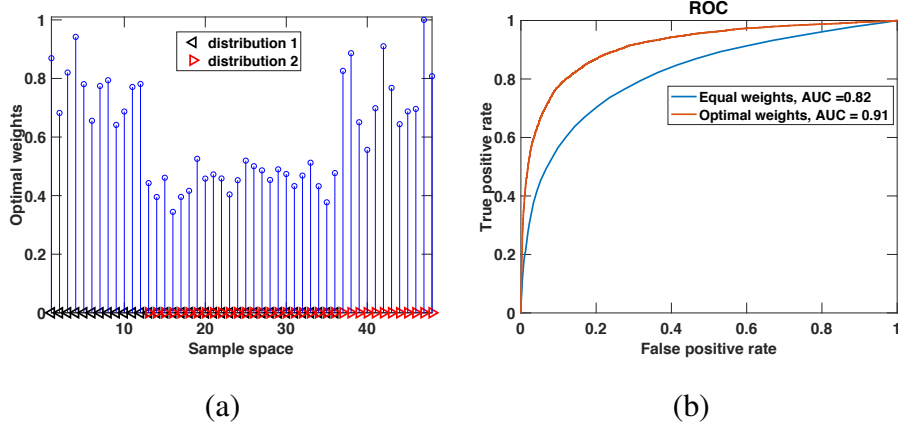 1
0.8
0.6
0.4
0.2
0
Optimal weights
distribution 1
distribution 2
10
20
30
40
Sample space
(a)
ROC
1
0.8
0.6
0.4
0.2
0
True positive rate
Equal weights, AUC =0.82
Optimal weights, AUC = 0.91
0
0.2
0.4
0.6
0.8
1
False positive rate
(b)